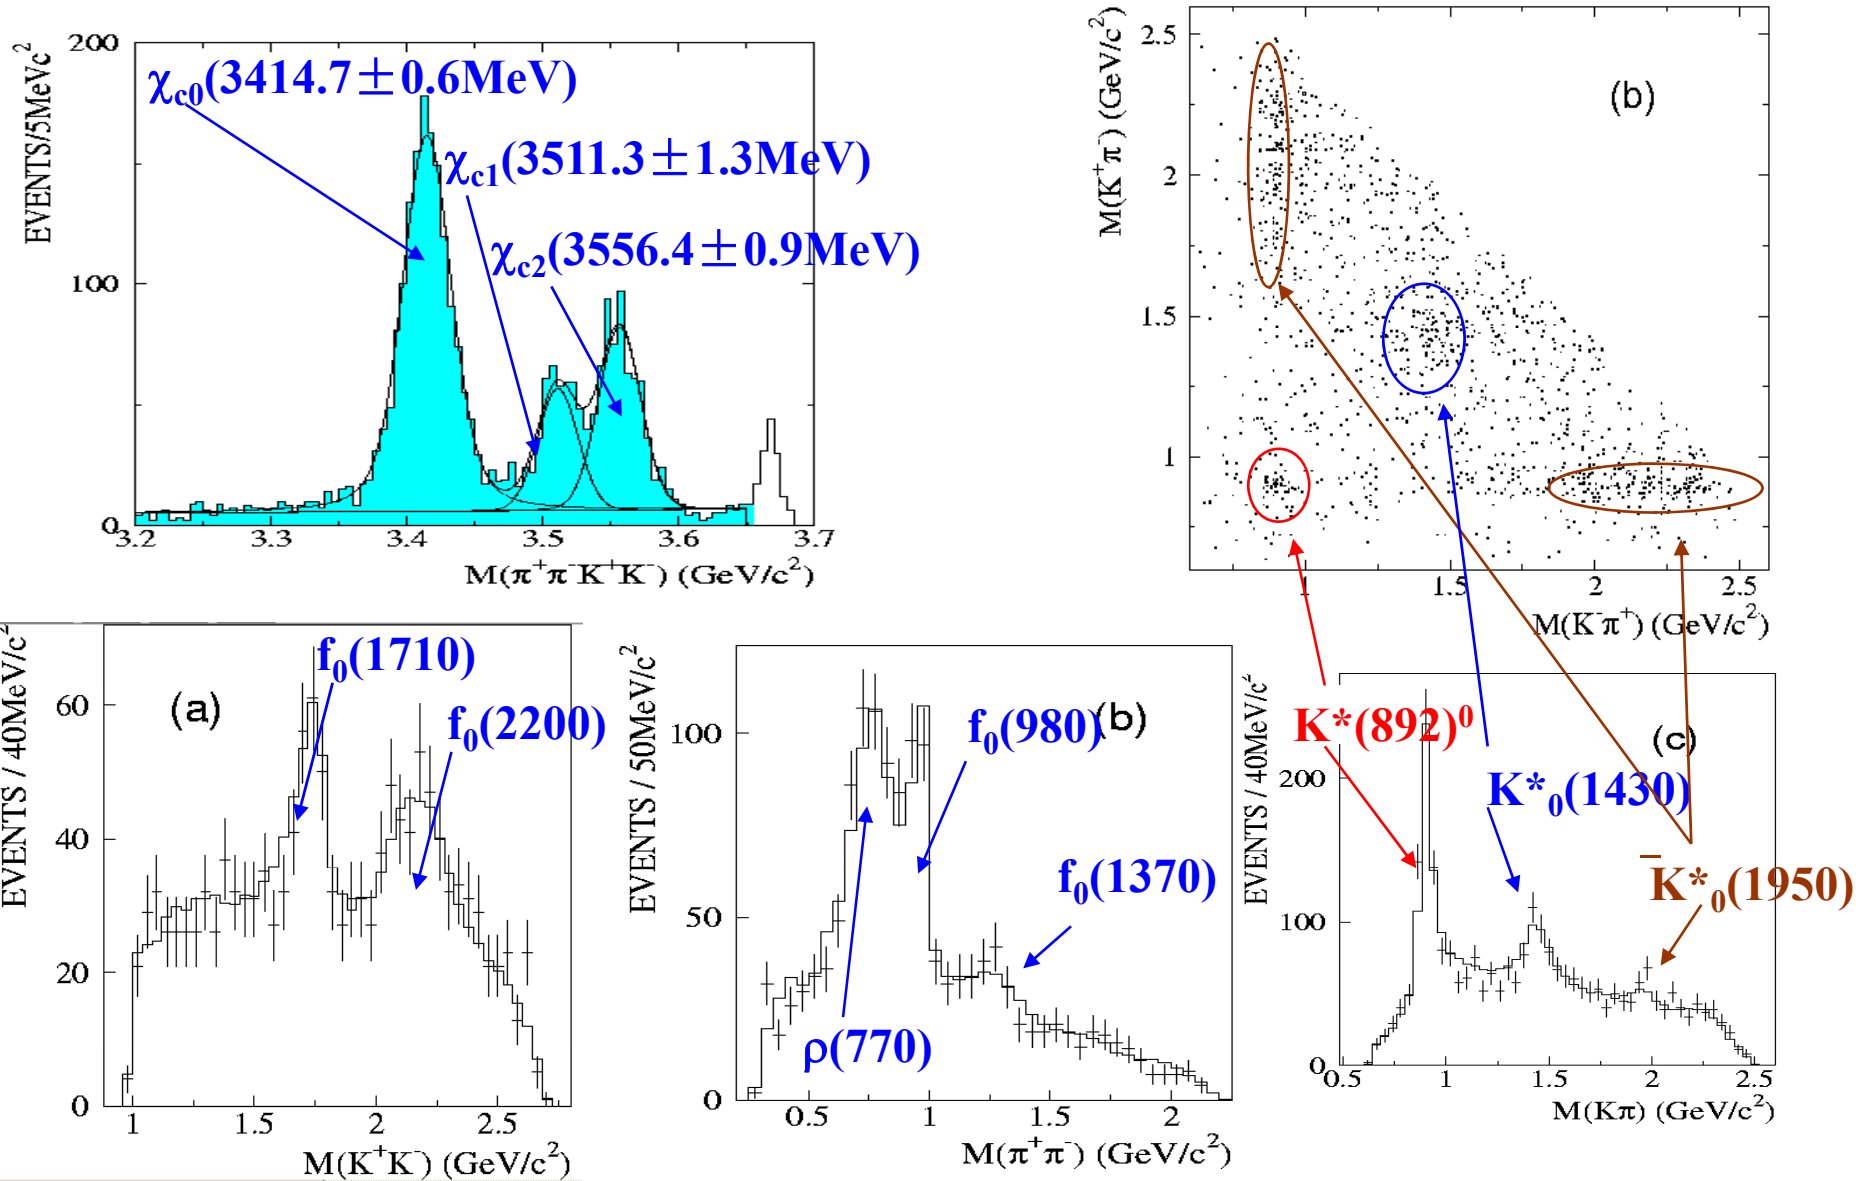 EVENTS/5MeVc²
200
100
0
χc0(3414.7±0.6MeV)
χc1(3511.3±1.3MeV)
χc2(3556.4±0.9MeV)
3.2 3.3 3.4 3.5 3.6 3.7
M(π⁺π⁻K⁺K⁻) (GeV/c²)
M(K⁺π⁻) (GeV/c²)
2.5
2
1.5
1
(b)
1 1.5 2 2.5
M(K⁻π⁺) (GeV/c²)
EVENTS / 40MeV/c²
60
40
20
0
(a)
f₀(1710)
f₀(2200)
1 1.5 2 2.5
M(K⁺K⁻) (GeV/c²)
EVENTS / 50MeV/c²
100
50
0
(b)
f₀(980)
f₀(1370)
ρ(770)
0.5 1 1.5 2
M(π⁺π⁻) (GeV/c²)
EVENTS / 40MeV/c²
200
100
0
(c)
K*(892)⁰
K*₀(1430)
K̅*₀(1950)
0.5 1 1.5 2 2.5
M(Kπ) (GeV/c²)